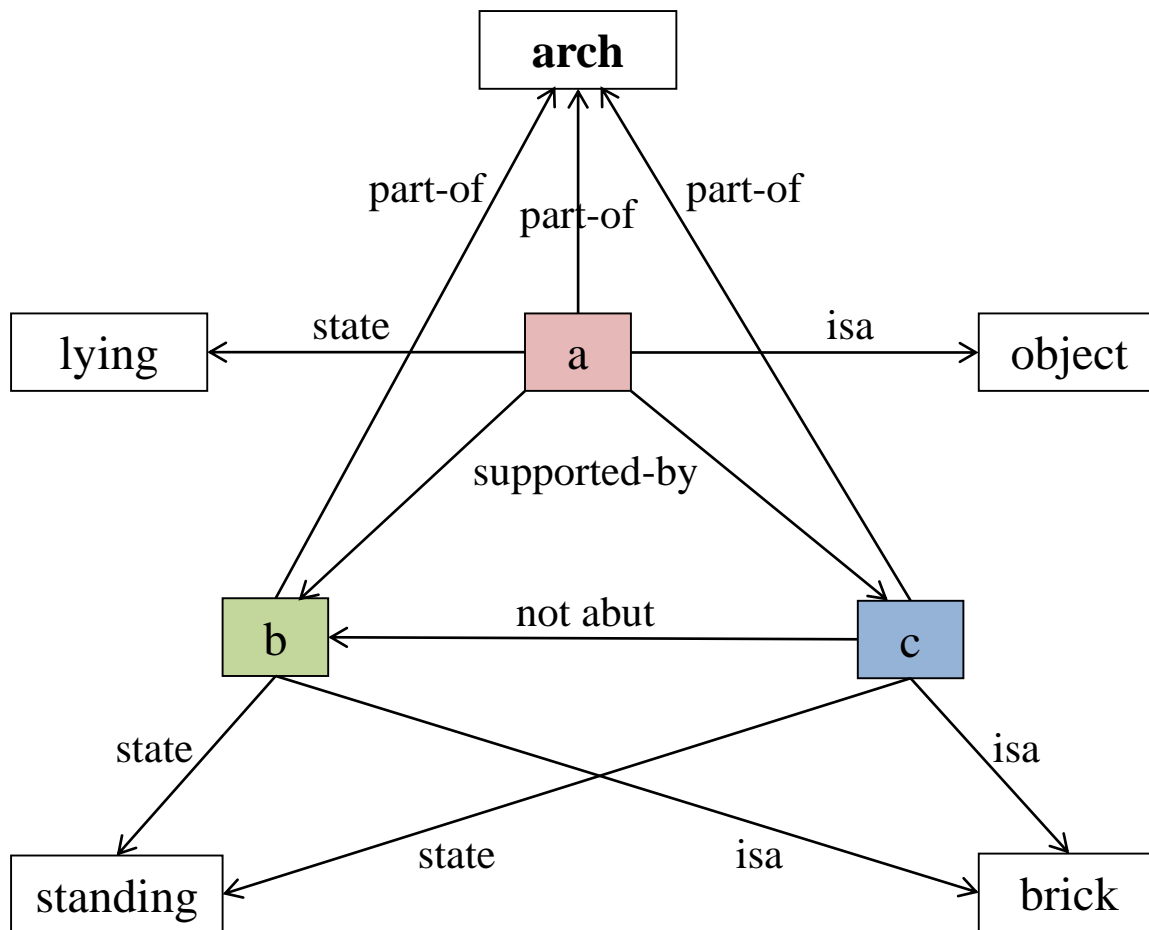 arch
part-of
part-of
part-of
lying
state
a
isa
object
supported-by
b
not abut
c
state
isa
standing
state
isa
brick